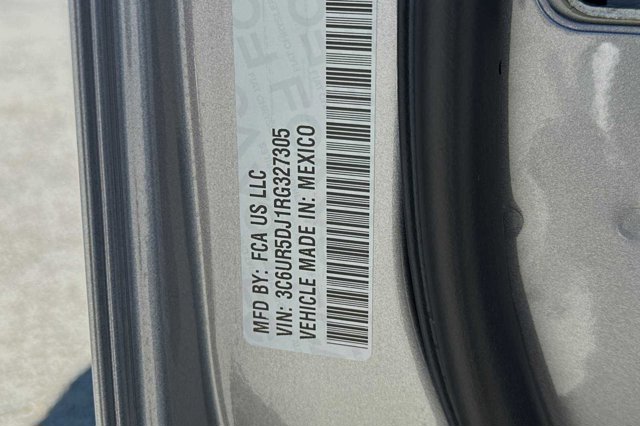 MFD BY: FCA US LLC
VIN: 3C6UR5DJ1RG327305
VEHICLE MADE IN: MEXICO